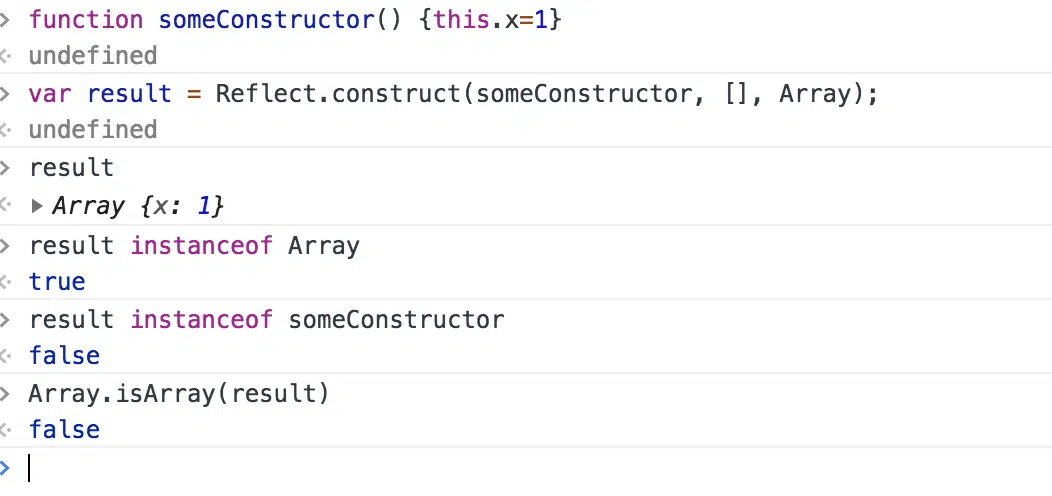 > function someConstructor() {this.x=1}
<· undefined
> var result = Reflect.construct(someConstructor, [], Array);
<· undefined
> result
<· ▶ Array {x: 1}
> result instanceof Array
<· true
> result instanceof someConstructor
<· false
> Array.isArray(result)
<· false
>